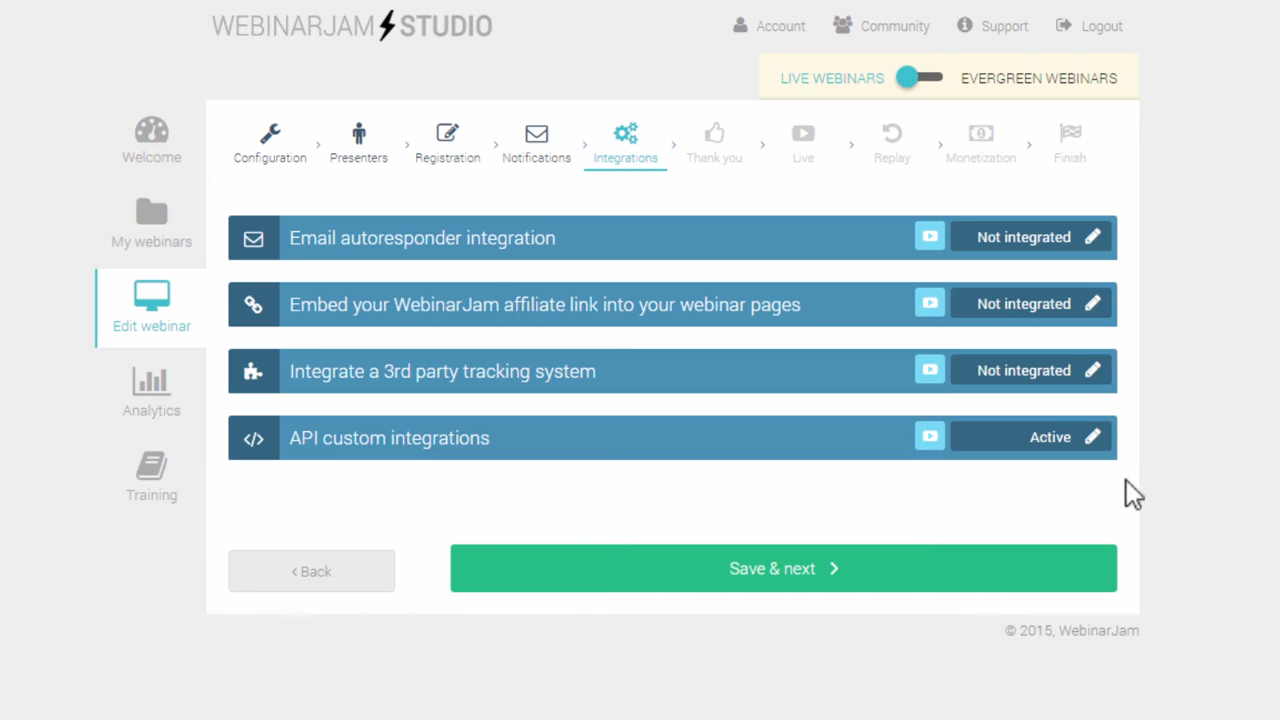 WEBINARJAM STUDIO
Account Community Support Logout
LIVE WEBINARS EVERGREEN WEBINARS
Welcome
My webinars
Edit webinar
Analytics
Training
Configuration Presenters Registration Notifications Integrations Thank you Live Replay Monetization Finish
Email autoresponder integration Not integrated
Embed your WebinarJam affiliate link into your webinar pages Not integrated
Integrate a 3rd party tracking system Not integrated
API custom integrations Active
Back Save & next
© 2015, WebinarJam